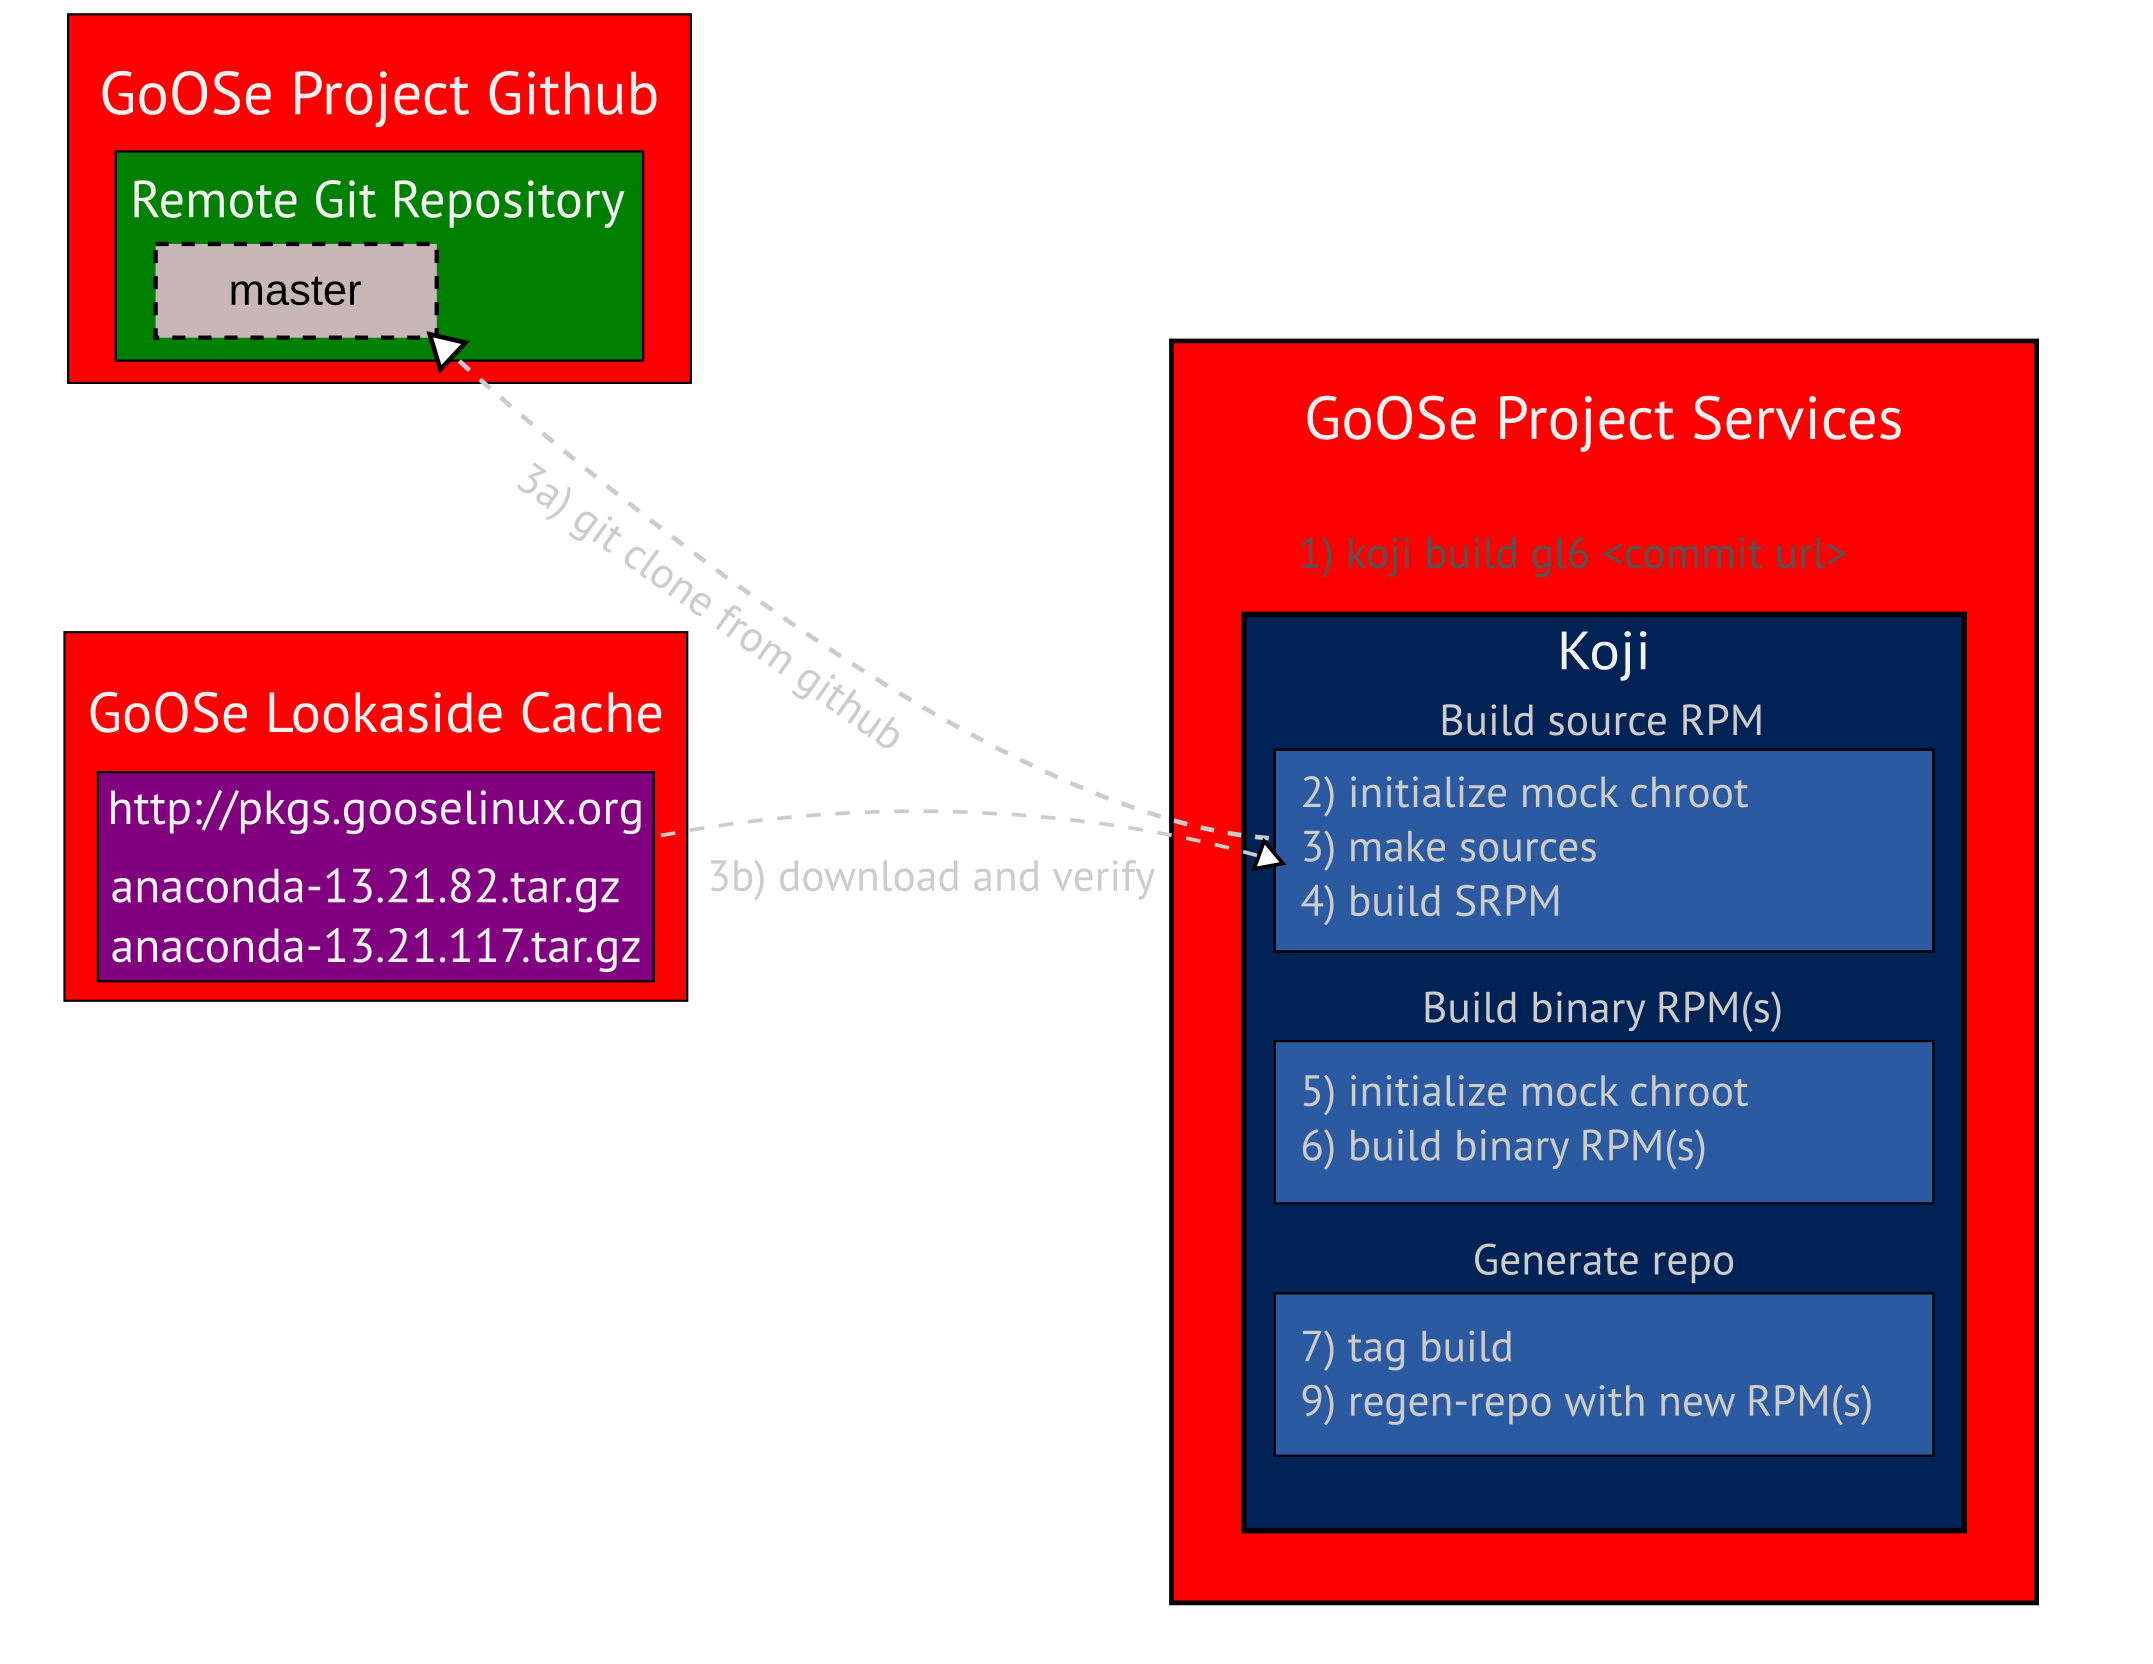 GoOSe Project Github
Remote Git Repository
master
3a) git clone from github
GoOSe Lookaside Cache
http://pkgs.gooselinux.org
anaconda-13.21.82.tar.gz
anaconda-13.21.117.tar.gz
3b) download and verify
GoOSe Project Services
1) koji build gl6 <commit url>
Koji
Build source RPM
2) initialize mock chroot
3) make sources
4) build SRPM
Build binary RPM(s)
5) initialize mock chroot
6) build binary RPM(s)
Generate repo
7) tag build
9) regen-repo with new RPM(s)